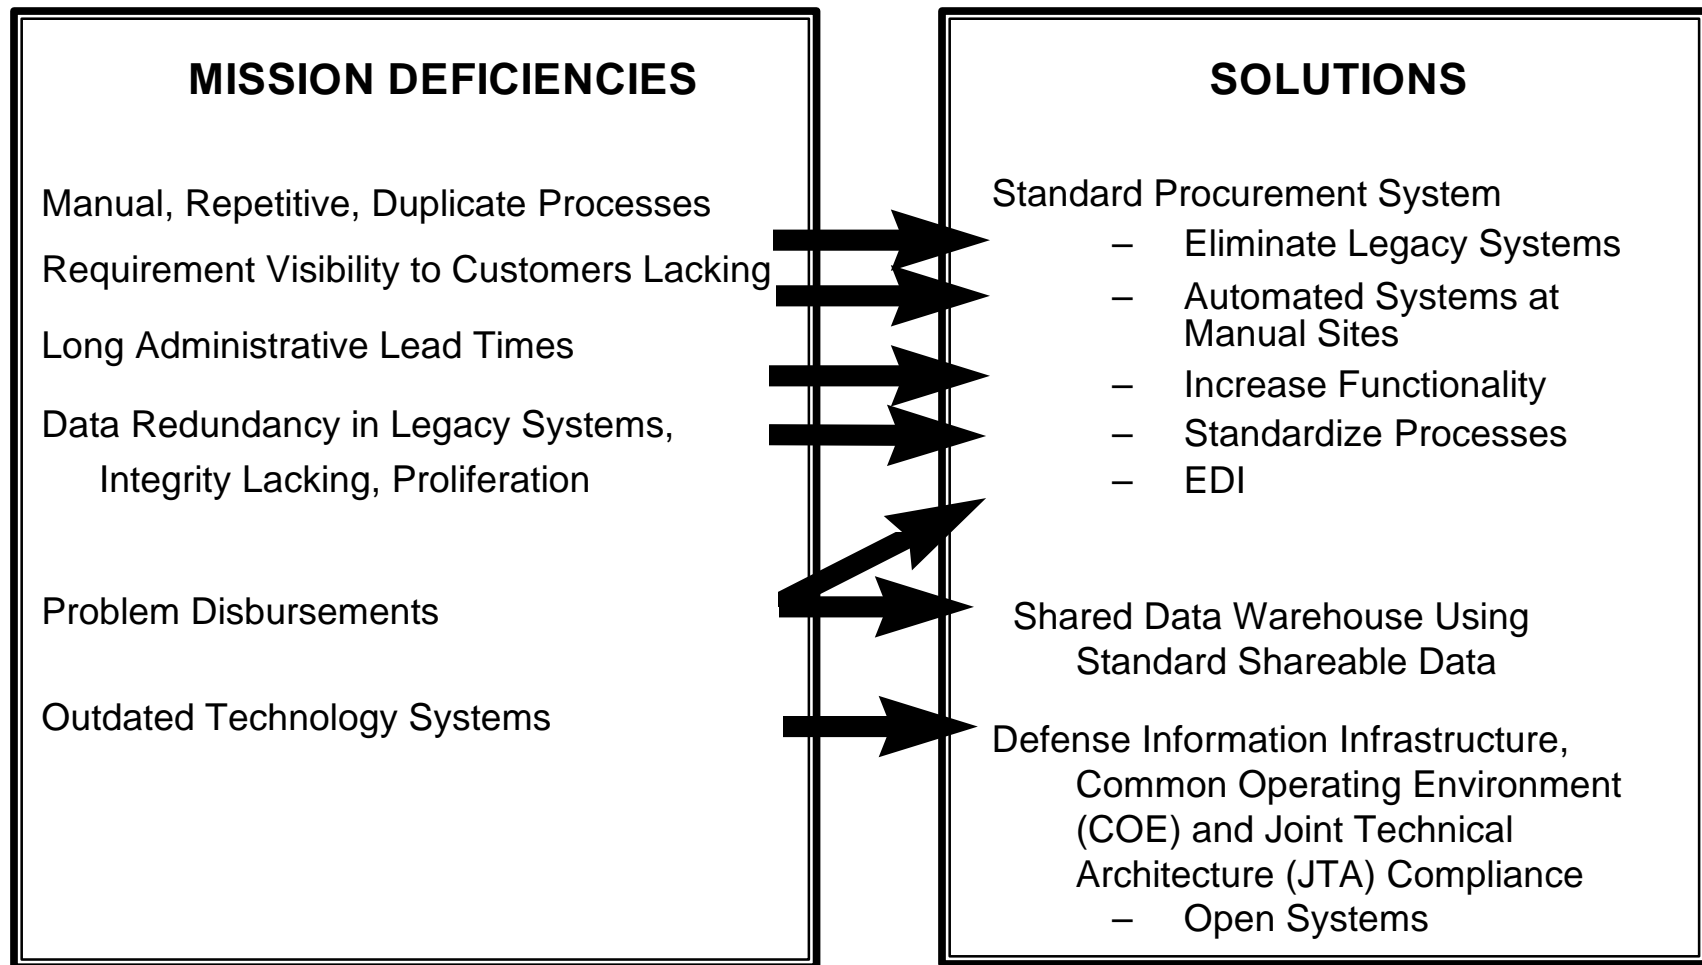 MISSION DEFICIENCIES
Manual, Repetitive, Duplicate Processes
Requirement Visibility to Customers Lacking
Long Administrative Lead Times
Data Redundancy in Legacy Systems,
Integrity Lacking, Proliferation
Problem Disbursements
Outdated Technology Systems
SOLUTIONS
Standard Procurement System
– Eliminate Legacy Systems
– Automated Systems at
Manual Sites
– Increase Functionality
– Standardize Processes
– EDI
Shared Data Warehouse Using
Standard Shareable Data
Defense Information Infrastructure,
Common Operating Environment
(COE) and Joint Technical
Architecture (JTA) Compliance
– Open Systems